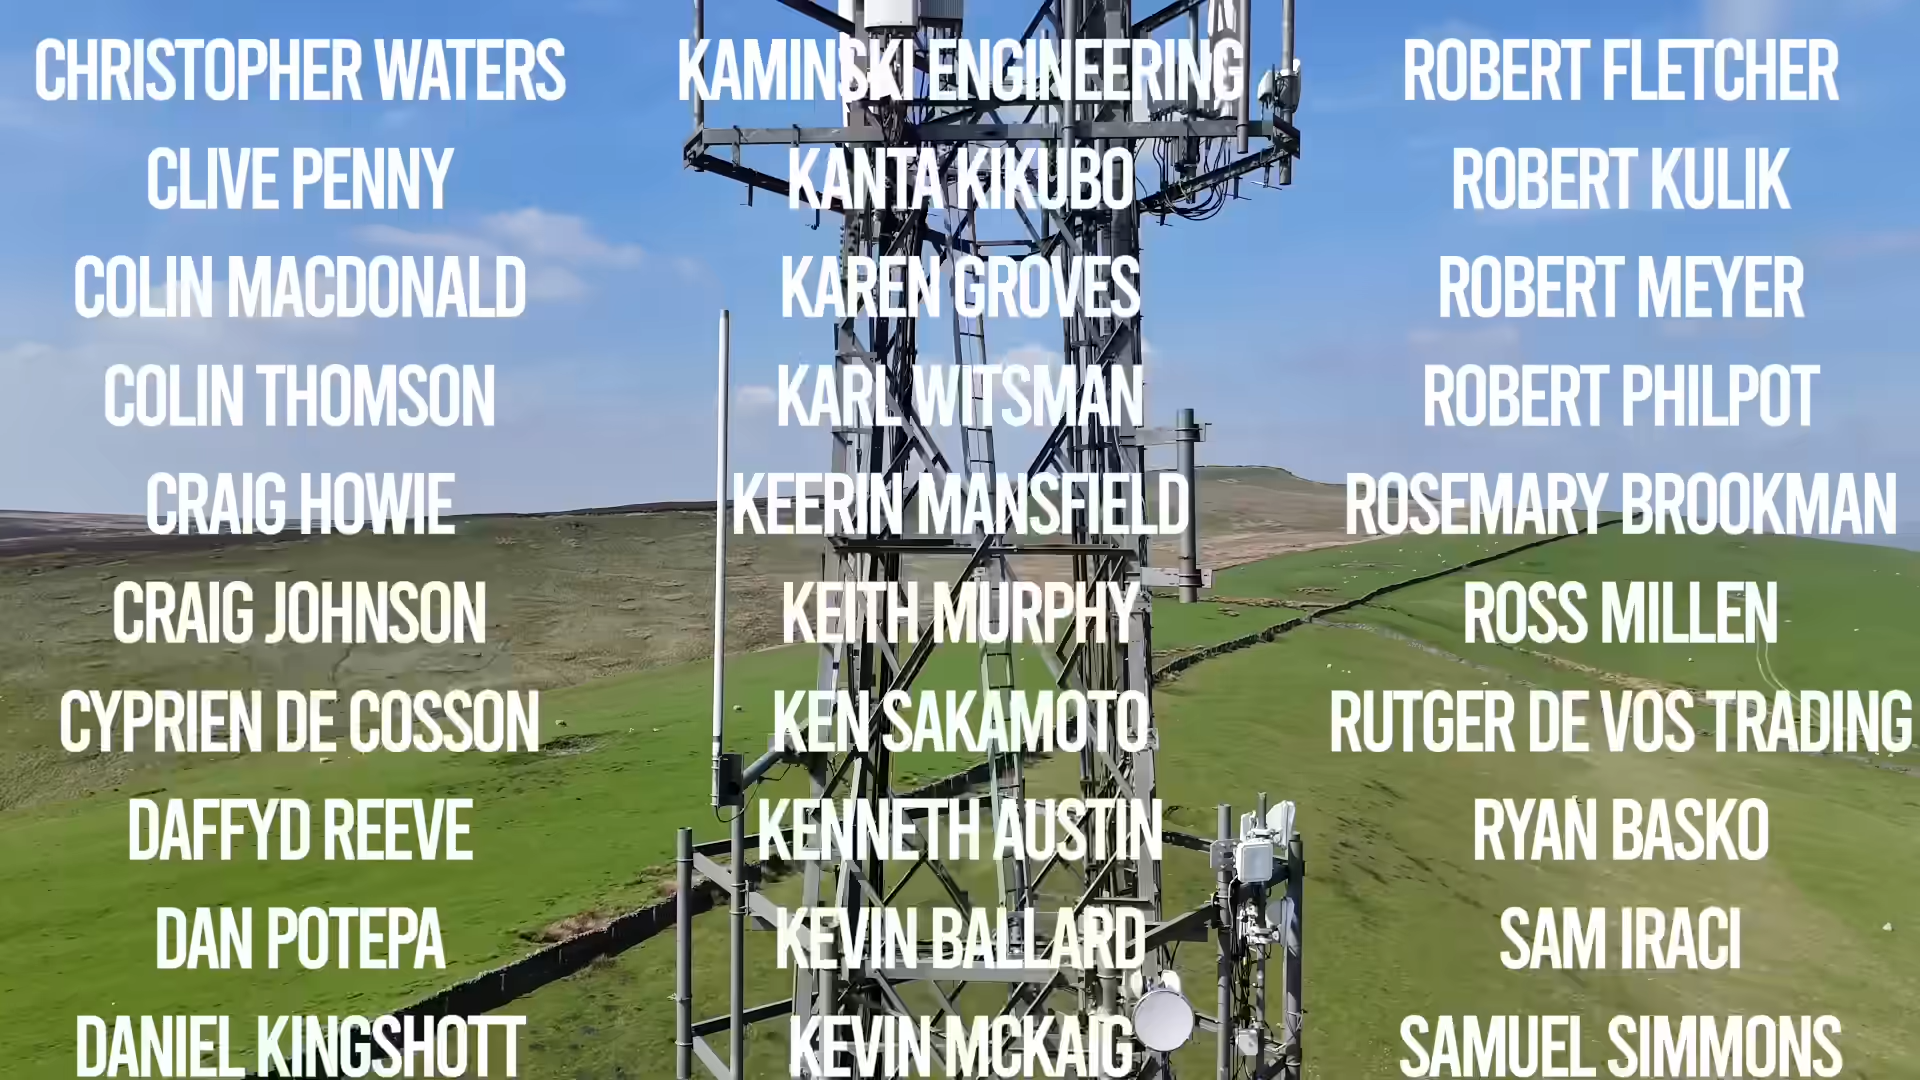 CHRISTOPHER WATERS
CLIVE PENNY
COLIN MACDONALD
COLIN THOMSON
CRAIG HOWIE
CRAIG JOHNSON
CYPRIEN DE COSSON
DAFFYD REEVE
DAN POTEPA
DANIEL KINGSHOTT
KAMINSKI ENGINEERING
KANTA KIKUBO
KAREN GROVES
KARL WITSMAN
KEERIN MANSFIELD
KEITH MURPHY
KEN SAKAMOTO
KENNETH AUSTIN
KEVIN BALLARD
KEVIN MCKAIG
ROBERT FLETCHER
ROBERT KULIK
ROBERT MEYER
ROBERT PHILPOT
ROSEMARY BROOKMAN
ROSS MILLEN
RUTGER DE VOS TRADING
RYAN BASKO
SAM IRACI
SAMUEL SIMMONS